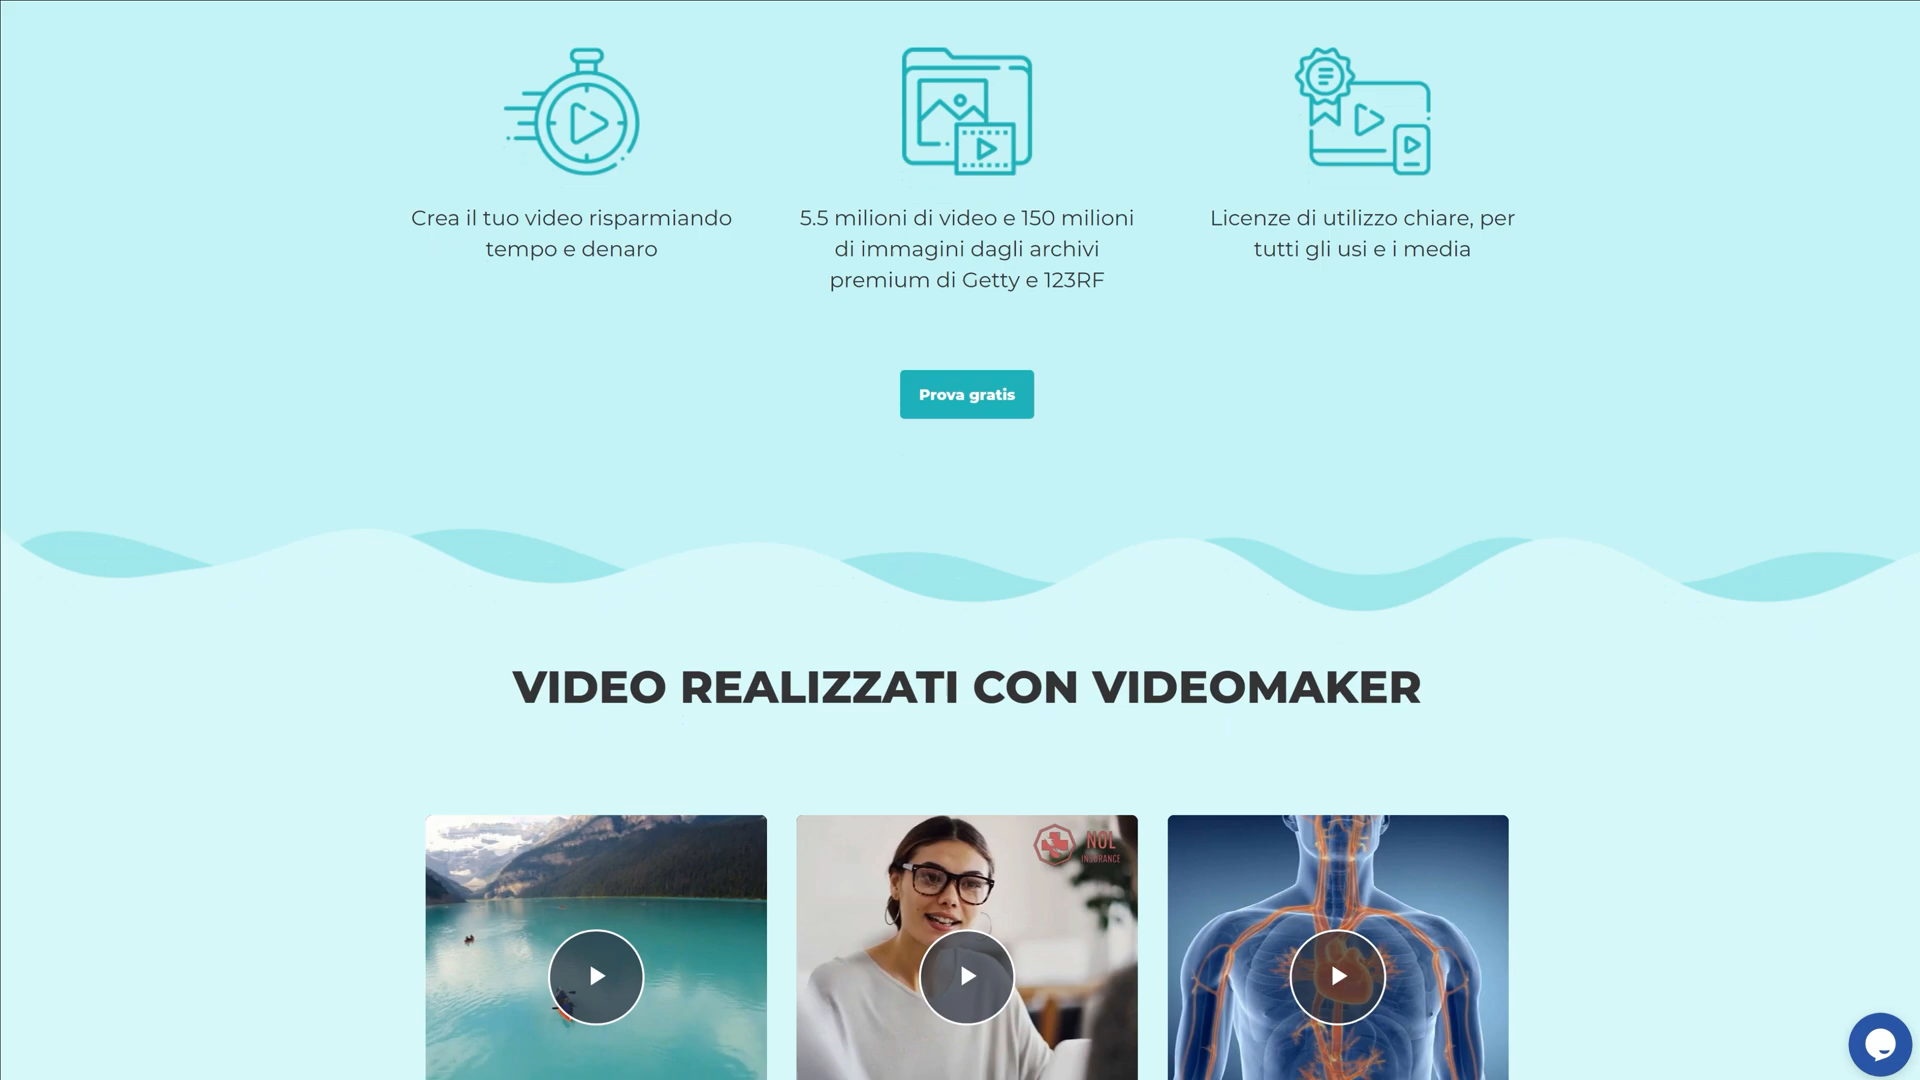 Crea il tuo video risparmiando
tempo e denaro
5.5 milioni di video e 150 milioni
di immagini dagli archivi
premium di Getty e 123RF
Licenze di utilizzo chiare, per
tutti gli usi e i media
Prova gratis
VIDEO REALIZZATI CON VIDEOMAKER
NOL
INSURANCE